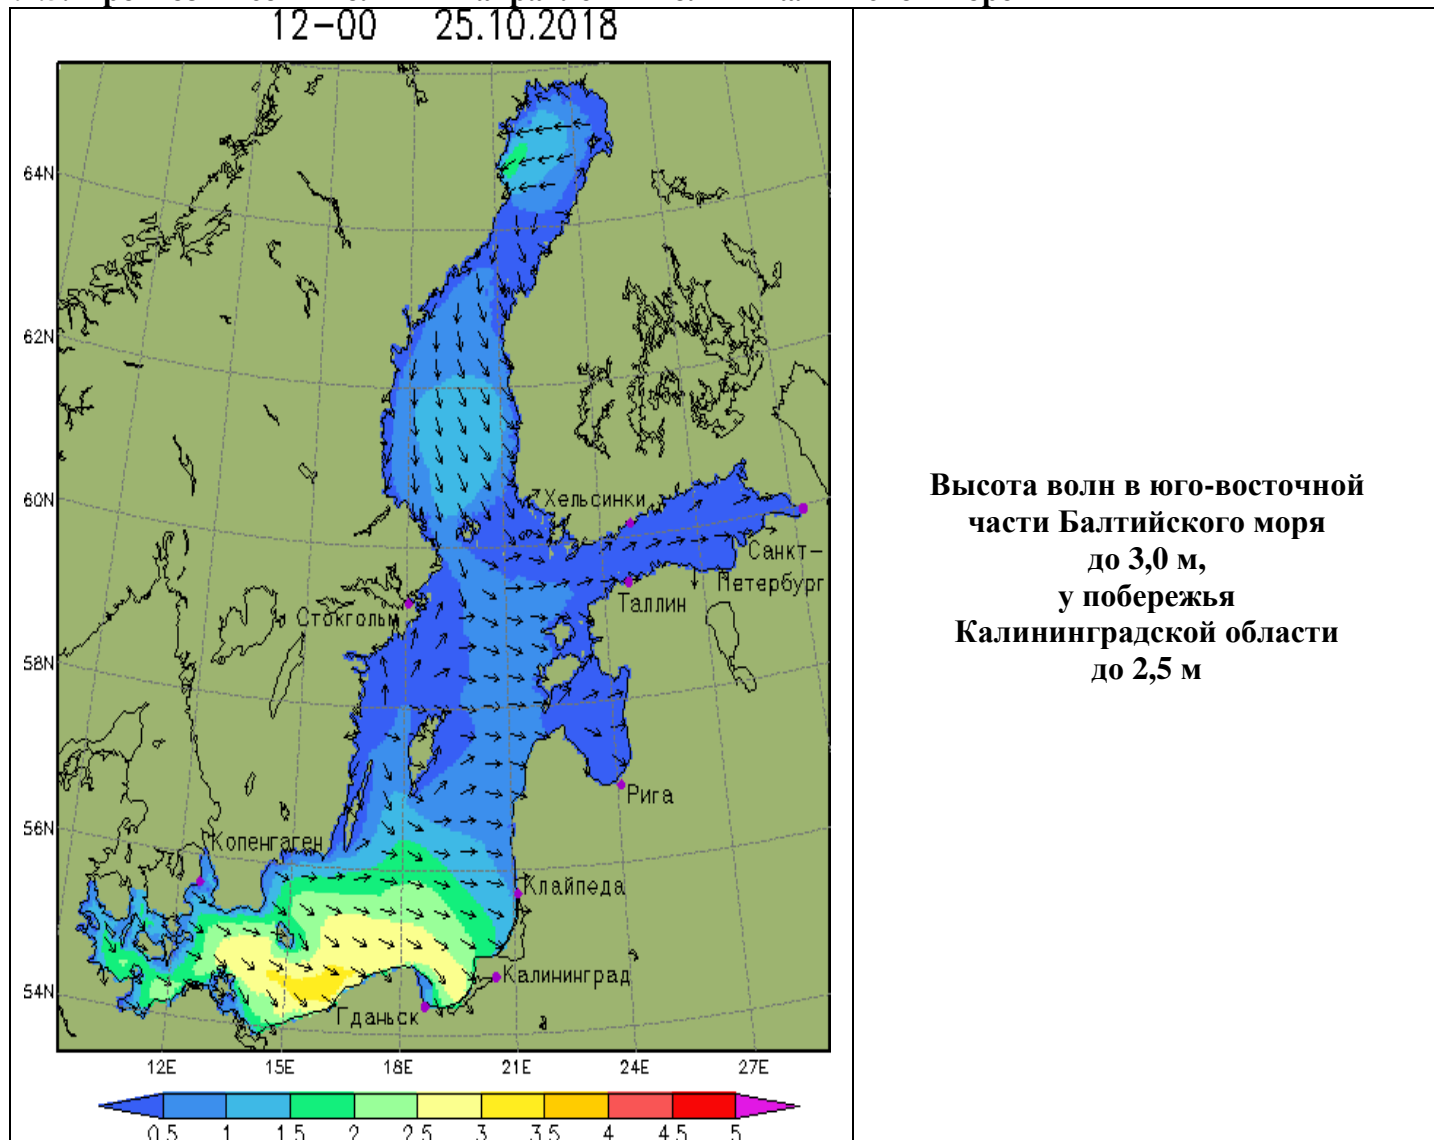 12-00 25.10.2018
64N
62N
60N
58N
56N
54N
Хельсинки
Санкт-
Петербург
Таллин
Стокгольм
Рига
Копенгаген
Клайпеда
Калининград
Гданьск
12E 15E 18E 21E 24E 27E
0.5 1 1.5 2 2.5 3 3.5 4 4.5 5
Высота волн в юго-восточной
части Балтийского моря
до 3,0 м,
у побережья
Калининградской области
до 2,5 м